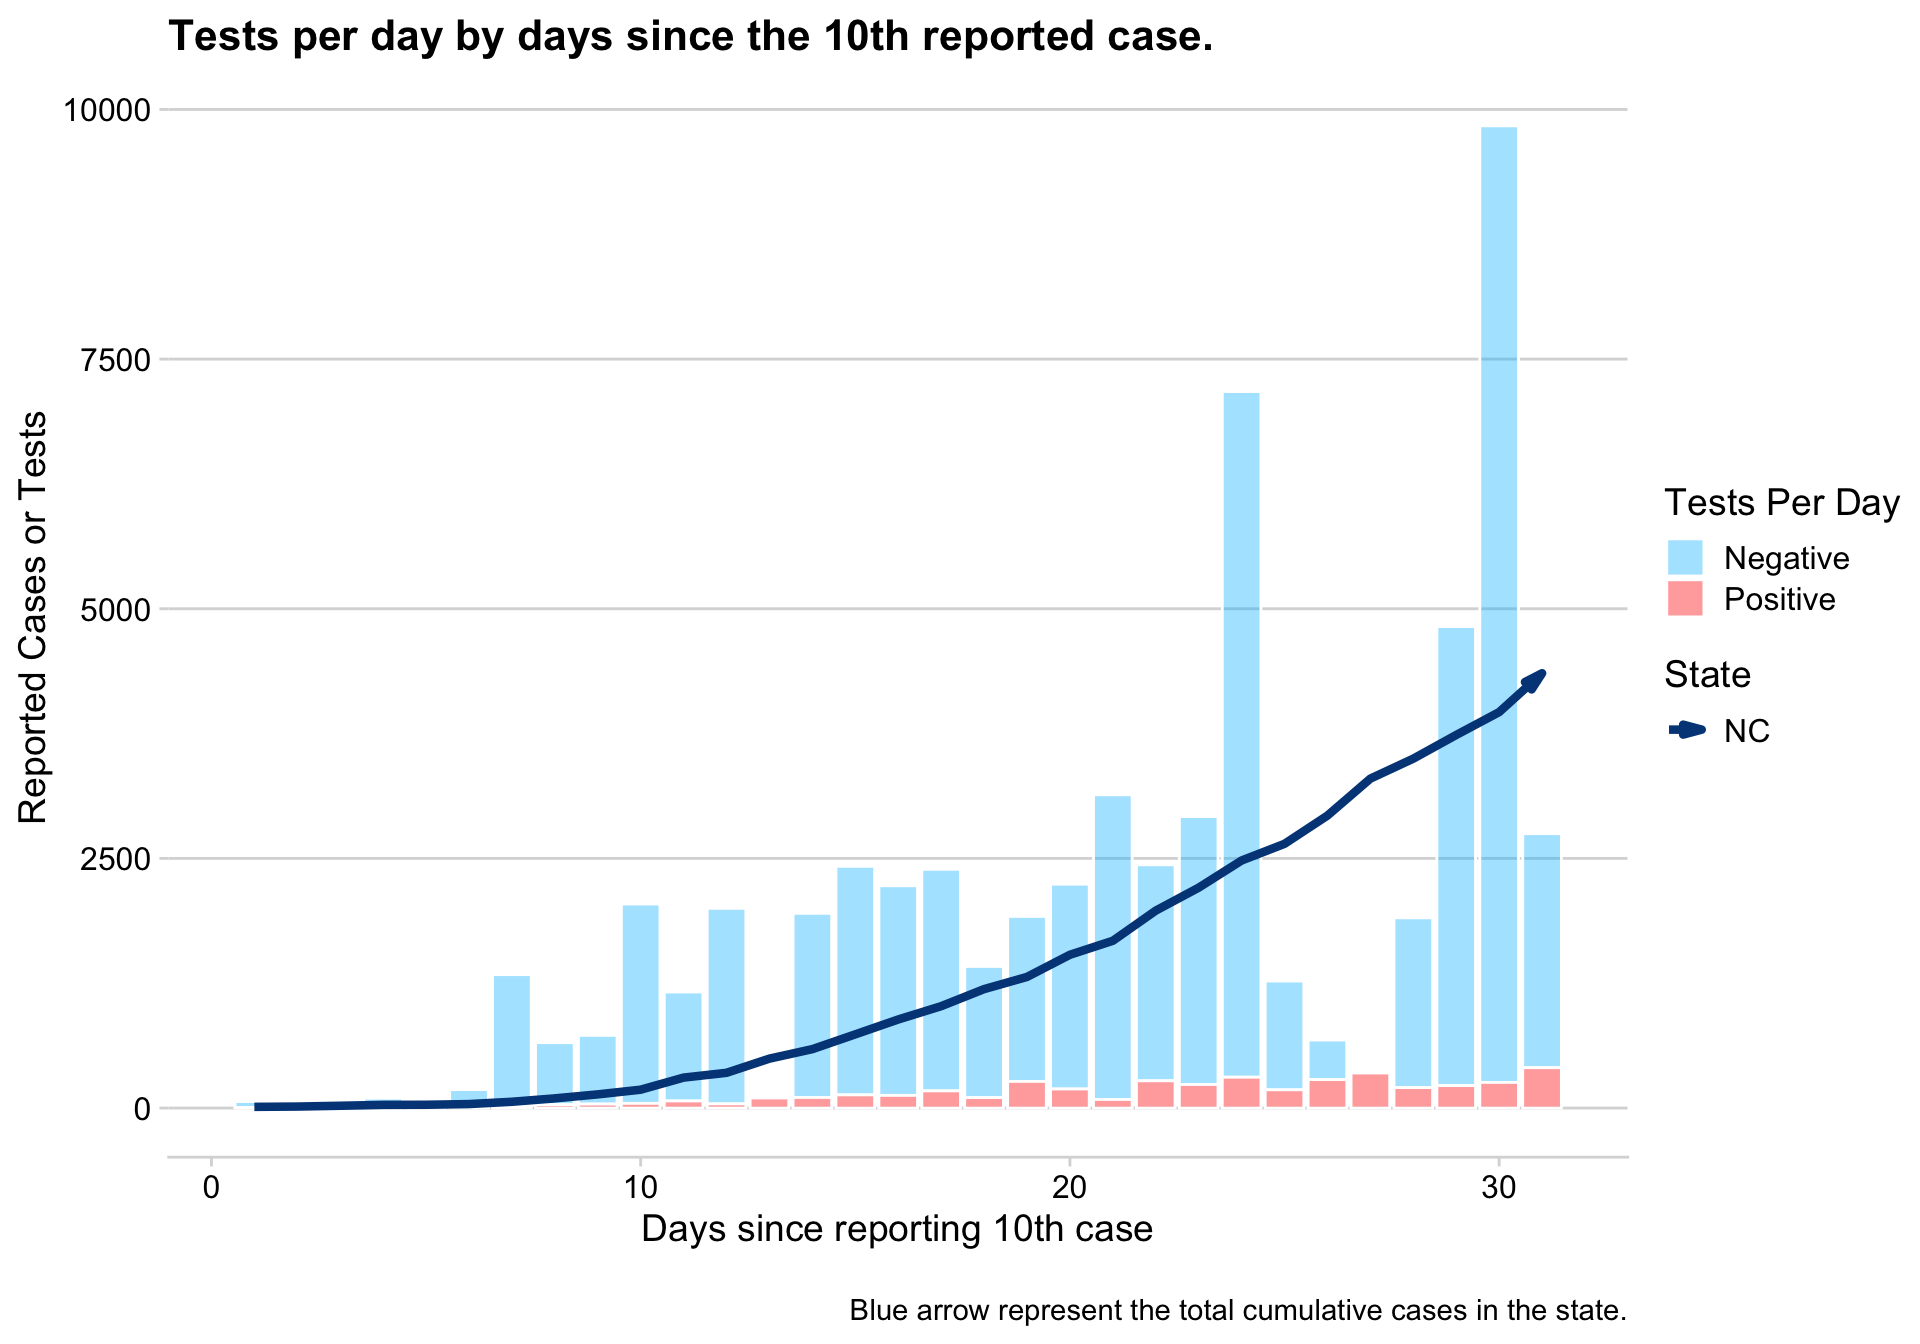 Tests per day by days since the 10th reported case.
10000
7500
5000
2500
0
Reported Cases or Tests
0 10 20 30
Days since reporting 10th case
Tests Per Day
Negative
Positive
State
NC
Blue arrow represent the total cumulative cases in the state.